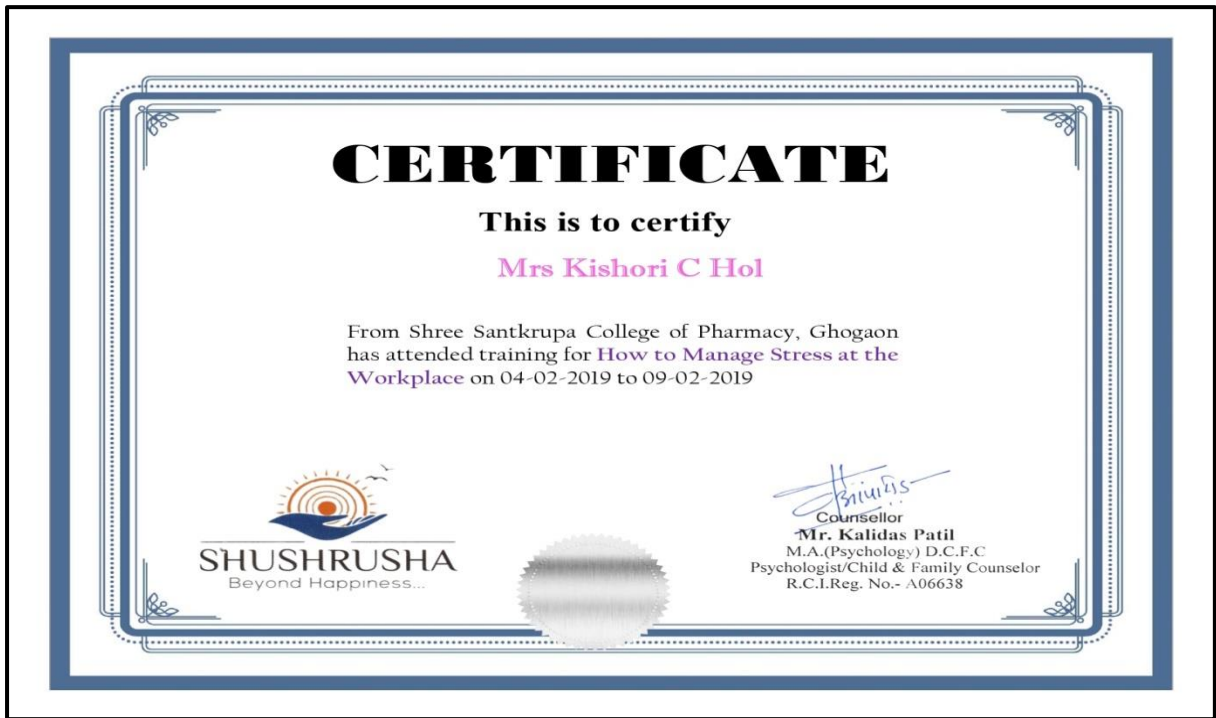 CERTIFICATE
This is to certify
Mrs Kishori C Hol
From Shree Santkrupa College of Pharmacy, Ghogaon
has attended training for How to Manage Stress at the
Workplace on 04-02-2019 to 09-02-2019
SHUSHRUSHA
Beyond Happiness...
Counsellor
Mr. Kalidas Patil
M.A.(Psychology) D.C.F.C
Psychologist/Child & Family Counselor
R.C.I.Reg. No.- A06638